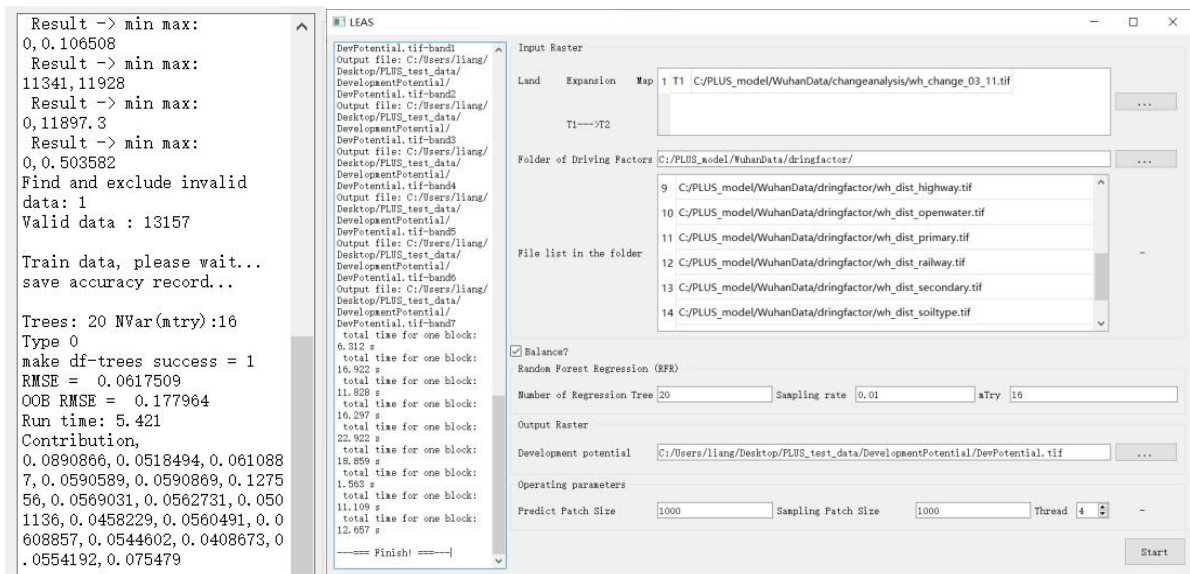 Result -> min max:
0,0.106508
Result -> min max:
11341,11928
Result -> min max:
0,11897.3
Result -> min max:
0,0.503582
Find and exclude invalid
data: 1
Valid data : 13157
Train data, please wait...
save accuracy record...
Trees: 20 NVar(mtry):16
Type 0
make df-trees success = 1
RMSE =  0.0617509
OOB RMSE =  0.177964
Run time: 5.421
Contribution,
0.0890866,0.0518494,0.061088
7,0.0590589,0.0590869,0.1275
56,0.0569031,0.0562731,0.050
1136,0.0458229,0.0560491,0.0
608857,0.0544602,0.0408673,0
.0554192,0.075479
LEAS
DevPotential.tif-band1
Output file: C:/Users/liang/
Desktop/PLUS_test_data/
DevelopmentPotential/
DevPotential.tif-band2
Output file: C:/Users/liang/
Desktop/PLUS_test_data/
DevelopmentPotential/
DevPotential.tif-band3
Output file: C:/Users/liang/
Desktop/PLUS_test_data/
DevelopmentPotential/
DevPotential.tif-band4
Output file: C:/Users/liang/
Desktop/PLUS_test_data/
DevelopmentPotential/
DevPotential.tif-band5
Output file: C:/Users/liang/
Desktop/PLUS_test_data/
DevelopmentPotential/
DevPotential.tif-band6
Output file: C:/Users/liang/
Desktop/PLUS_test_data/
DevelopmentPotential/
DevPotential.tif-band7
total time for one block:
6.312 s
total time for one block:
16.922 s
total time for one block:
11.828 s
total time for one block:
16.297 s
total time for one block:
22.922 s
total time for one block:
18.859 s
total time for one block:
1.563 s
total time for one block:
11.109 s
total time for one block:
12.657 s
---=== Finish! ===---
Input Raster
Land Expansion Map
T1--->T2
1 T1 C:/PLUS_model/WuhanData/changeanalysis/wh_change_03_11.tif
...
Folder of Driving Factors C:/PLUS_model/WuhanData/dringfactor/ ...
File list in the folder
9 C:/PLUS_model/WuhanData/dringfactor/wh_dist_highway.tif
10 C:/PLUS_model/WuhanData/dringfactor/wh_dist_openwater.tif
11 C:/PLUS_model/WuhanData/dringfactor/wh_dist_primary.tif
12 C:/PLUS_model/WuhanData/dringfactor/wh_dist_railway.tif
13 C:/PLUS_model/WuhanData/dringfactor/wh_dist_secondary.tif
14 C:/PLUS_model/WuhanData/dringfactor/wh_dist_soiltype.tif
-
Balance?
Random Forest Regression (RFR)
Number of Regression Tree 20 Sampling rate 0.01 mTry 16
Output Raster
Development potential C:/Users/liang/Desktop/PLUS_test_data/DevelopmentPotential/DevPotential.tif ...
Operating parameters
Predict Patch Size 1000 Sampling Patch Size 1000 Thread 4 -
Start